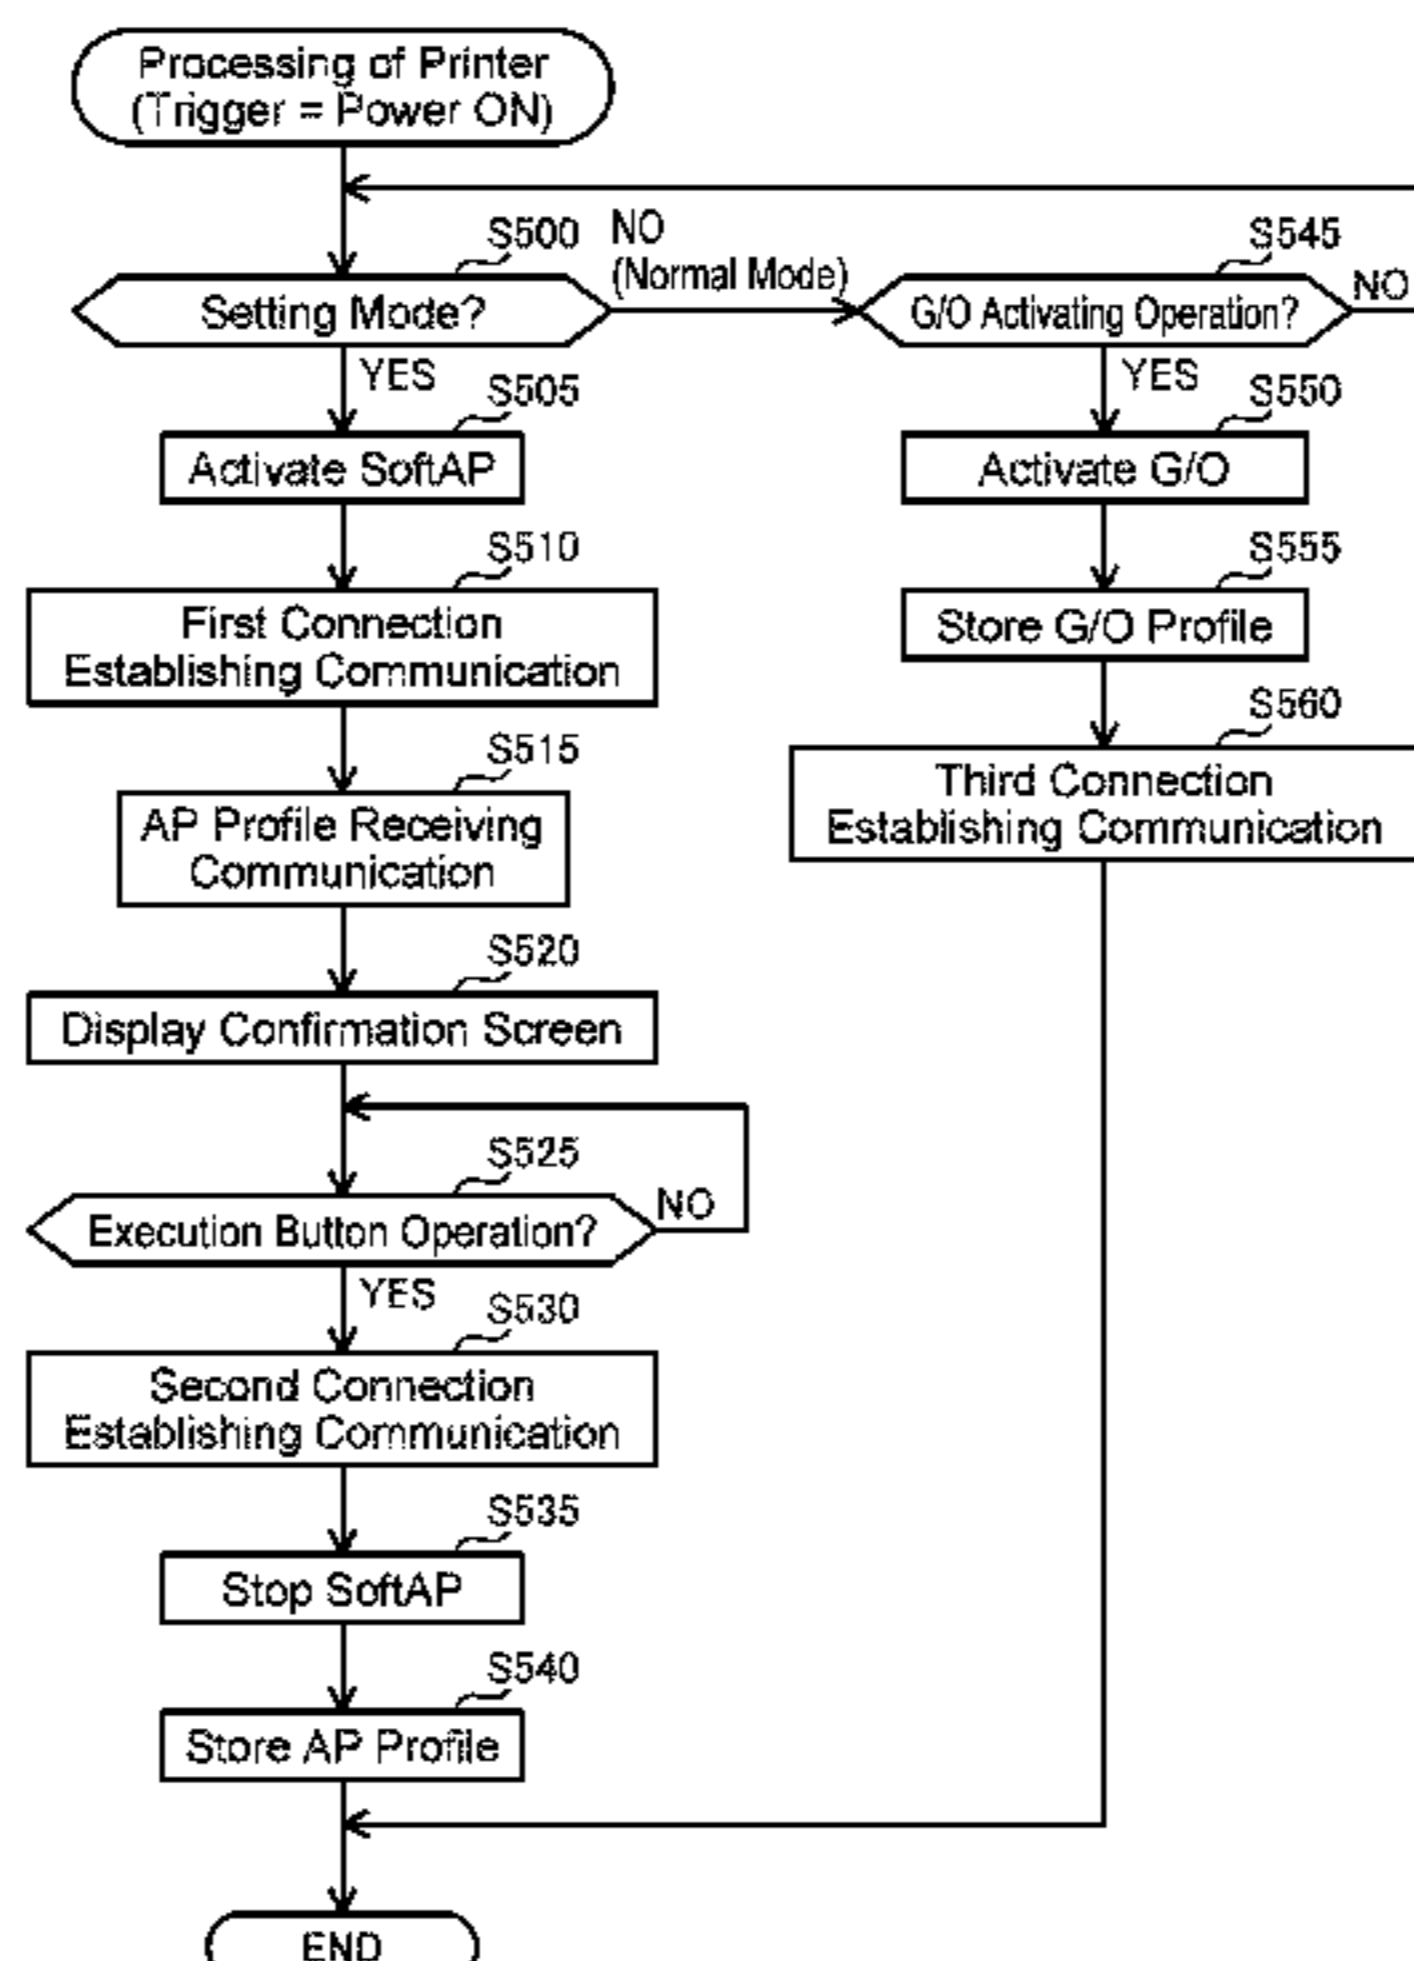 Processing of Printer
(Trigger = Power ON)
S500
Setting Mode?
NO
(Normal Mode)
YES
S505
Activate SoftAP
S510
First Connection
Establishing Communication
S515
AP Profile Receiving
Communication
S520
Display Confirmation Screen
S525
Execution Button Operation?
NO
YES
S530
Second Connection
Establishing Communication
S535
Stop SoftAP
S540
Store AP Profile
END
S545
G/O Activating Operation?
NO
YES
S550
Activate G/O
S555
Store G/O Profile
S560
Third Connection
Establishing Communication